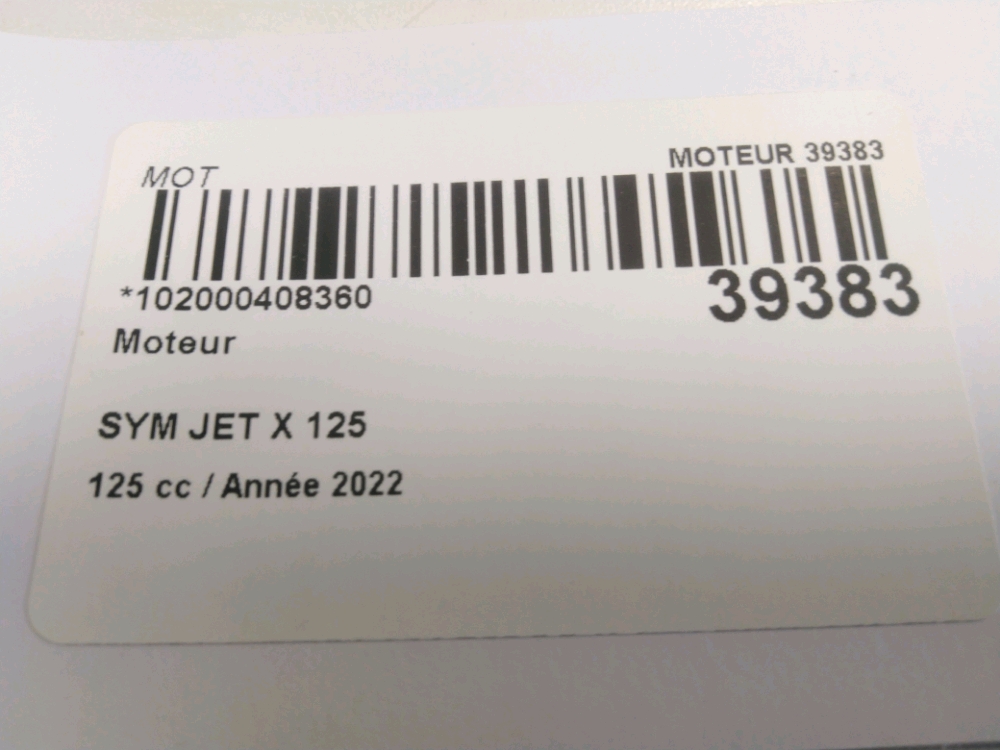 MOT
MOTEUR 39383
*102000408360
39383
Moteur
SYM JET X 125
125 cc / Année 2022